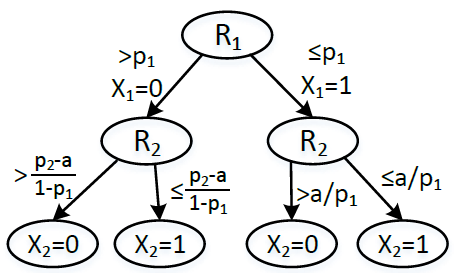 R₁
>p₁ ≤p₁
X₁=0 X₁=1
R₂ R₂
>p₂-a/1-p₁ ≤p₂-a/1-p₁ >a/p₁ ≤a/p₁
X₂=0 X₂=1 X₂=0 X₂=1